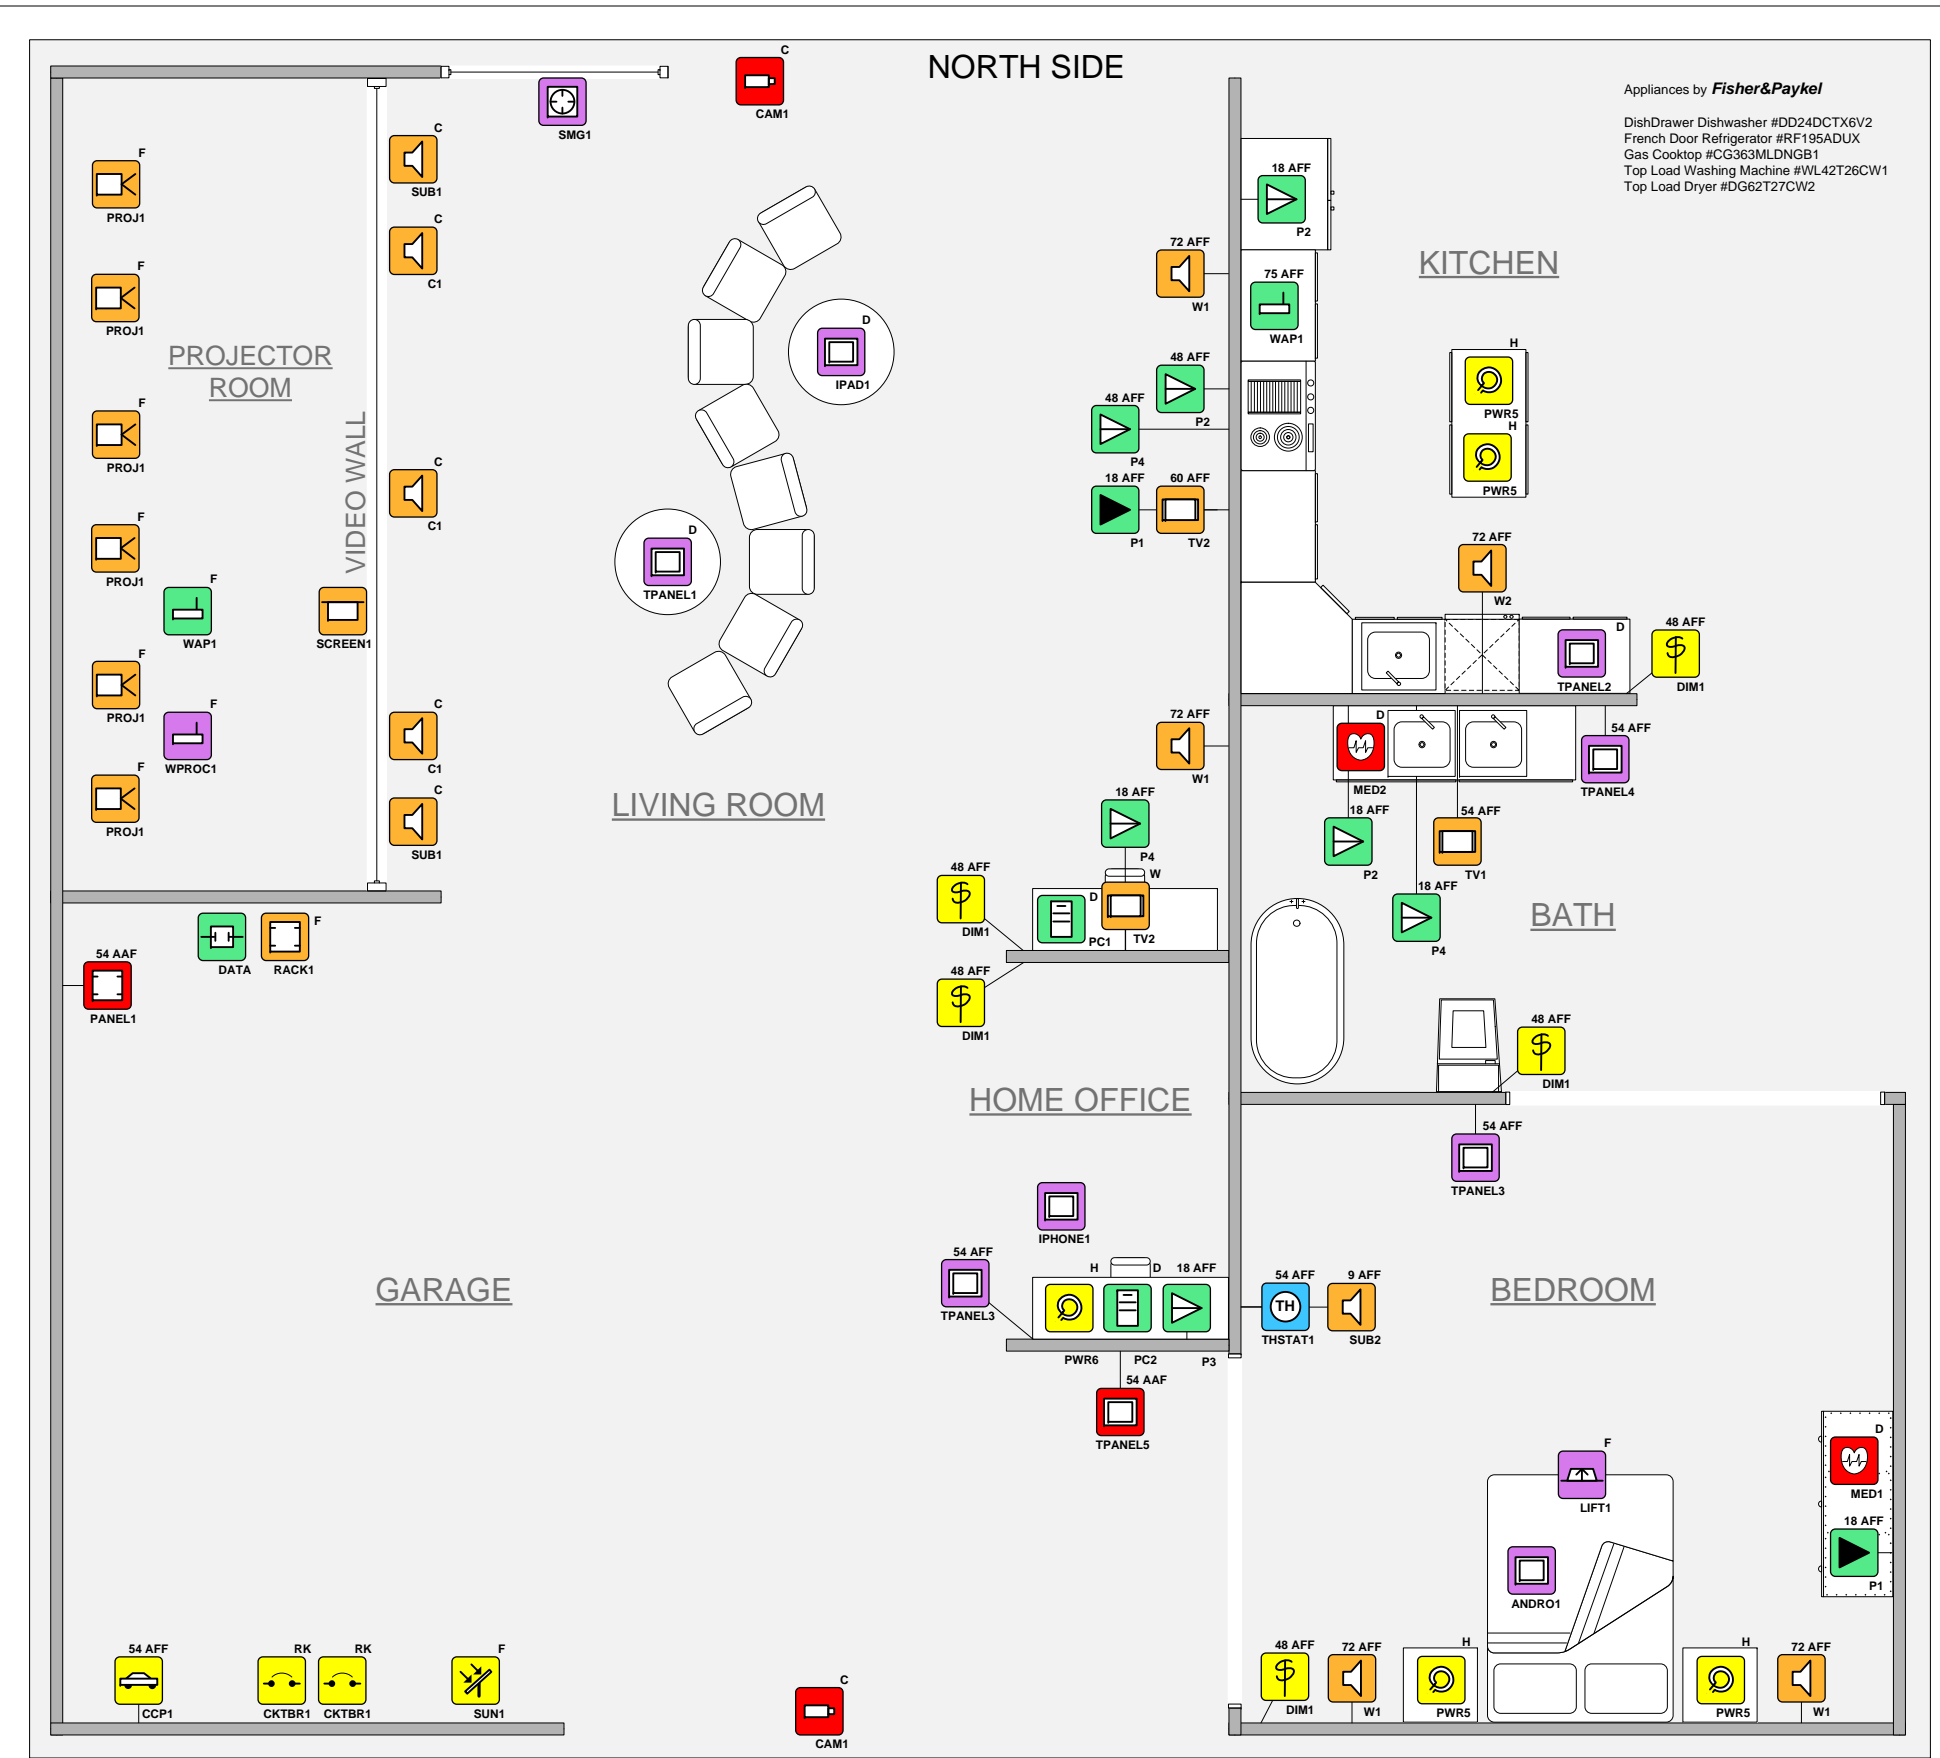 NORTH SIDE
Appliances by Fisher&Paykel
DishDrawer Dishwasher #DD24DCTX6V2
French Door Refrigerator #RF195ADUX
Gas Cooktop #CG363MLDNGB1
Top Load Washing Machine #WL42T26CW1
Top Load Dryer #DG62T27CW2
F
PROJ1
F
PROJ1
PROJECTOR
ROOM
F
PROJ1
F
PROJ1
F
WAP1
F
PROJ1
F
WPROC1
F
PROJ1
VIDEO WALL
SCREEN1
C
SUB1
C
C1
C
C1
C
C1
C
SUB1
SMG1
C
CAM1
D
IPAD1
D
TPANEL1
LIVING ROOM
72 AFF
W1
48 AFF
P2
48 AFF
P4
18 AFF
P1
60 AFF
TV2
72 AFF
W1
18 AFF
P4
W
TV2
D
PC1
48 AFF
DIM1
48 AFF
DIM1
18 AFF
P2
75 AFF
WAP1
KITCHEN
H
PWR5
H
PWR5
72 AFF
W2
D
TPANEL2
48 AFF
DIM1
D
MED2
54 AFF
TPANEL4
18 AFF
P2
54 AFF
TV1
18 AFF
P4
BATH
48 AFF
DIM1
54 AAF
PANEL1
DATA
F
RACK1
GARAGE
HOME OFFICE
IPHONE1
54 AFF
TPANEL3
H
PWR6
D
PC2
18 AFF
P3
54 AAF
TPANEL5
54 AFF
TPANEL3
54 AFF
TH
THSTAT1
9 AFF
SUB2
BEDROOM
D
MED1
18 AFF
P1
F
LIFT1
ANDRO1
54 AFF
CCP1
RK
CKTBR1
RK
CKTBR1
F
SUN1
C
CAM1
48 AFF
DIM1
72 AFF
W1
H
PWR5
H
PWR5
72 AFF
W1